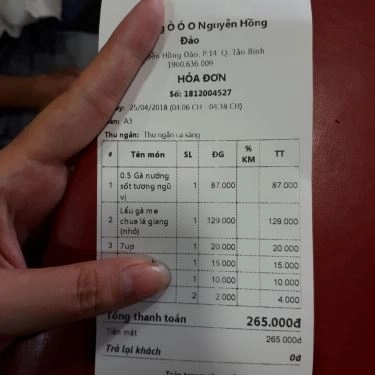 Ò Ó O Nguyễn Hồng
Đào
Hồng Đào, P.14, Q. Tân Bình
1900.636.009
HÓA ĐƠN
Số: 1812004527
25/04/2018 (04:06 CH - 04:38 CH)
A3
Thu ngân: Thu ngân ca sáng
# Tên món SL ĐG % KM TT
1 0.5 Gà nướng sốt tương ngũ vị 1 87.000 87.000
2 Lẩu gà me chua lá giang (nhỏ) 1 129.000 129.000
3 7up 1 20.000 20.000
1 15.000 15.000
1 10.000 10.000
2 2.000 4.000
Tổng thanh toán 265.000đ
Tiền mặt 265.000đ
Trả lại khách 0đ